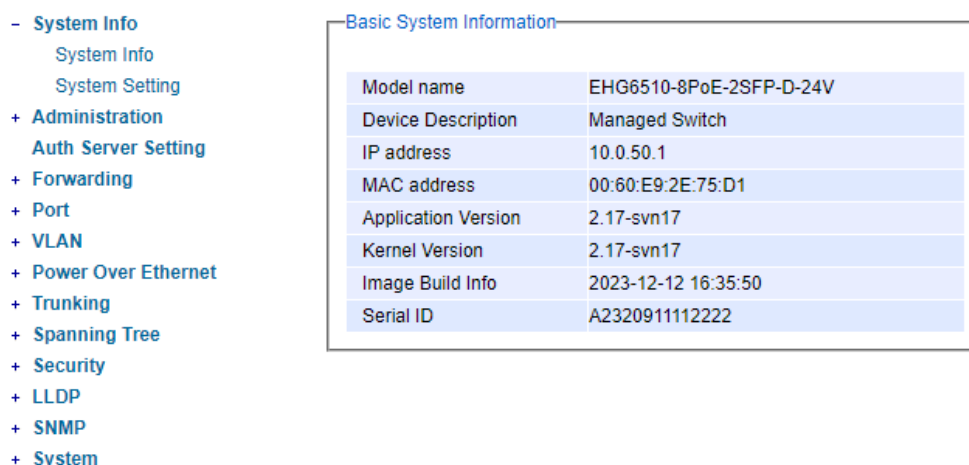 − System Info
System Info
System Setting
+ Administration
Auth Server Setting
+ Forwarding
+ Port
+ VLAN
+ Power Over Ethernet
+ Trunking
+ Spanning Tree
+ Security
+ LLDP
+ SNMP
+ System
Basic System Information
Model name EHG6510-8PoE-2SFP-D-24V
Device Description Managed Switch
IP address 10.0.50.1
MAC address 00:60:E9:2E:75:D1
Application Version 2.17-svn17
Kernel Version 2.17-svn17
Image Build Info 2023-12-12 16:35:50
Serial ID A2320911112222